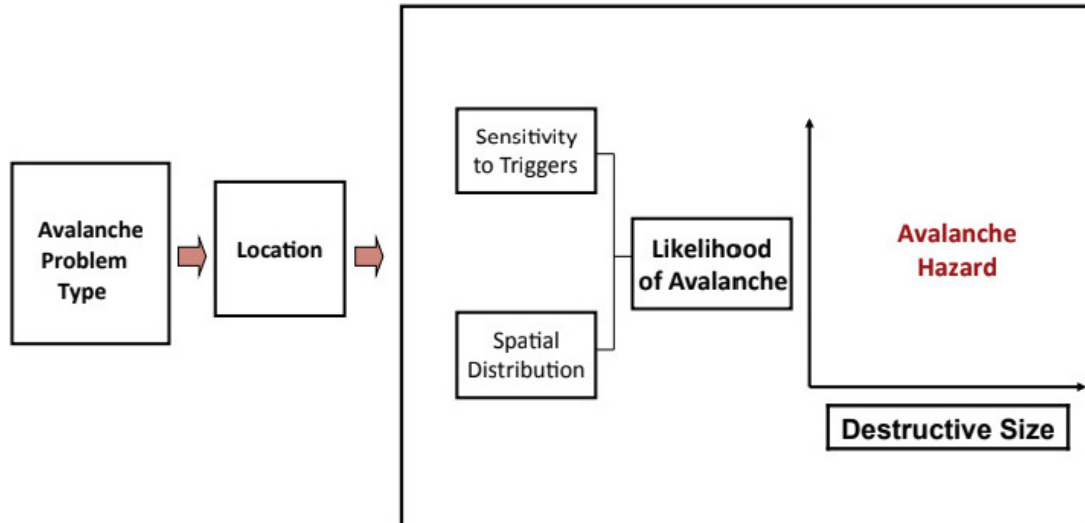 Avalanche
Problem
Type
Location
Sensitivity
to Triggers
Spatial
Distribution
Likelihood
of Avalanche
Avalanche
Hazard
Destructive Size